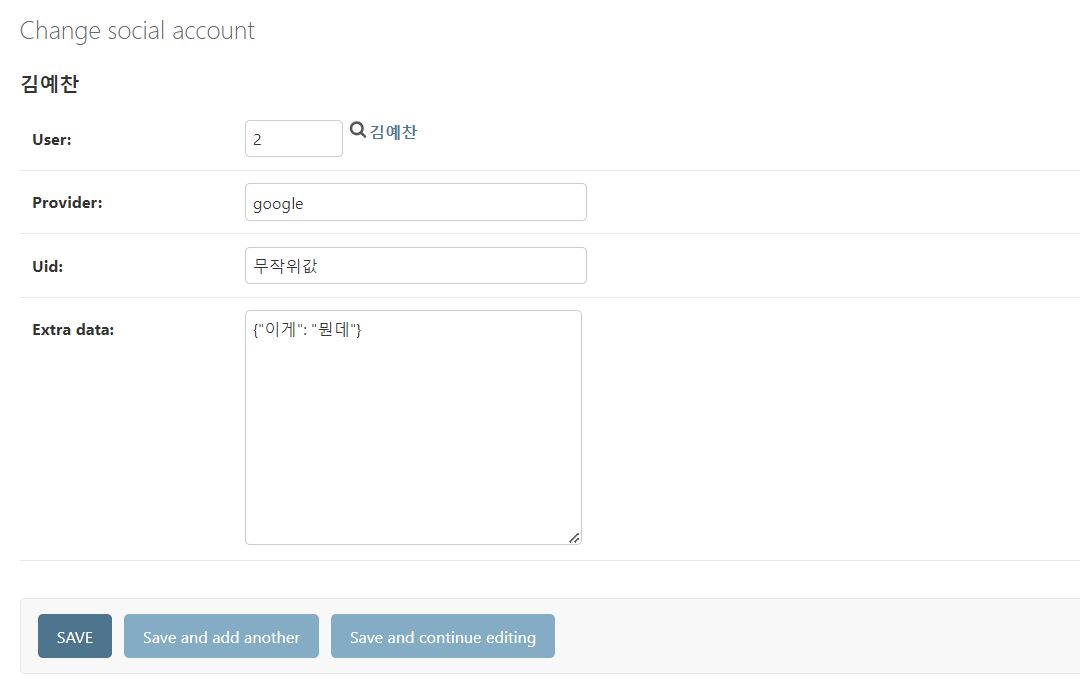 Change social account
김예찬
User: 2 김예찬
Provider: google
Uid: 무작위값
Extra data: {"이게": "뭔데"}
SAVE Save and add another Save and continue editing